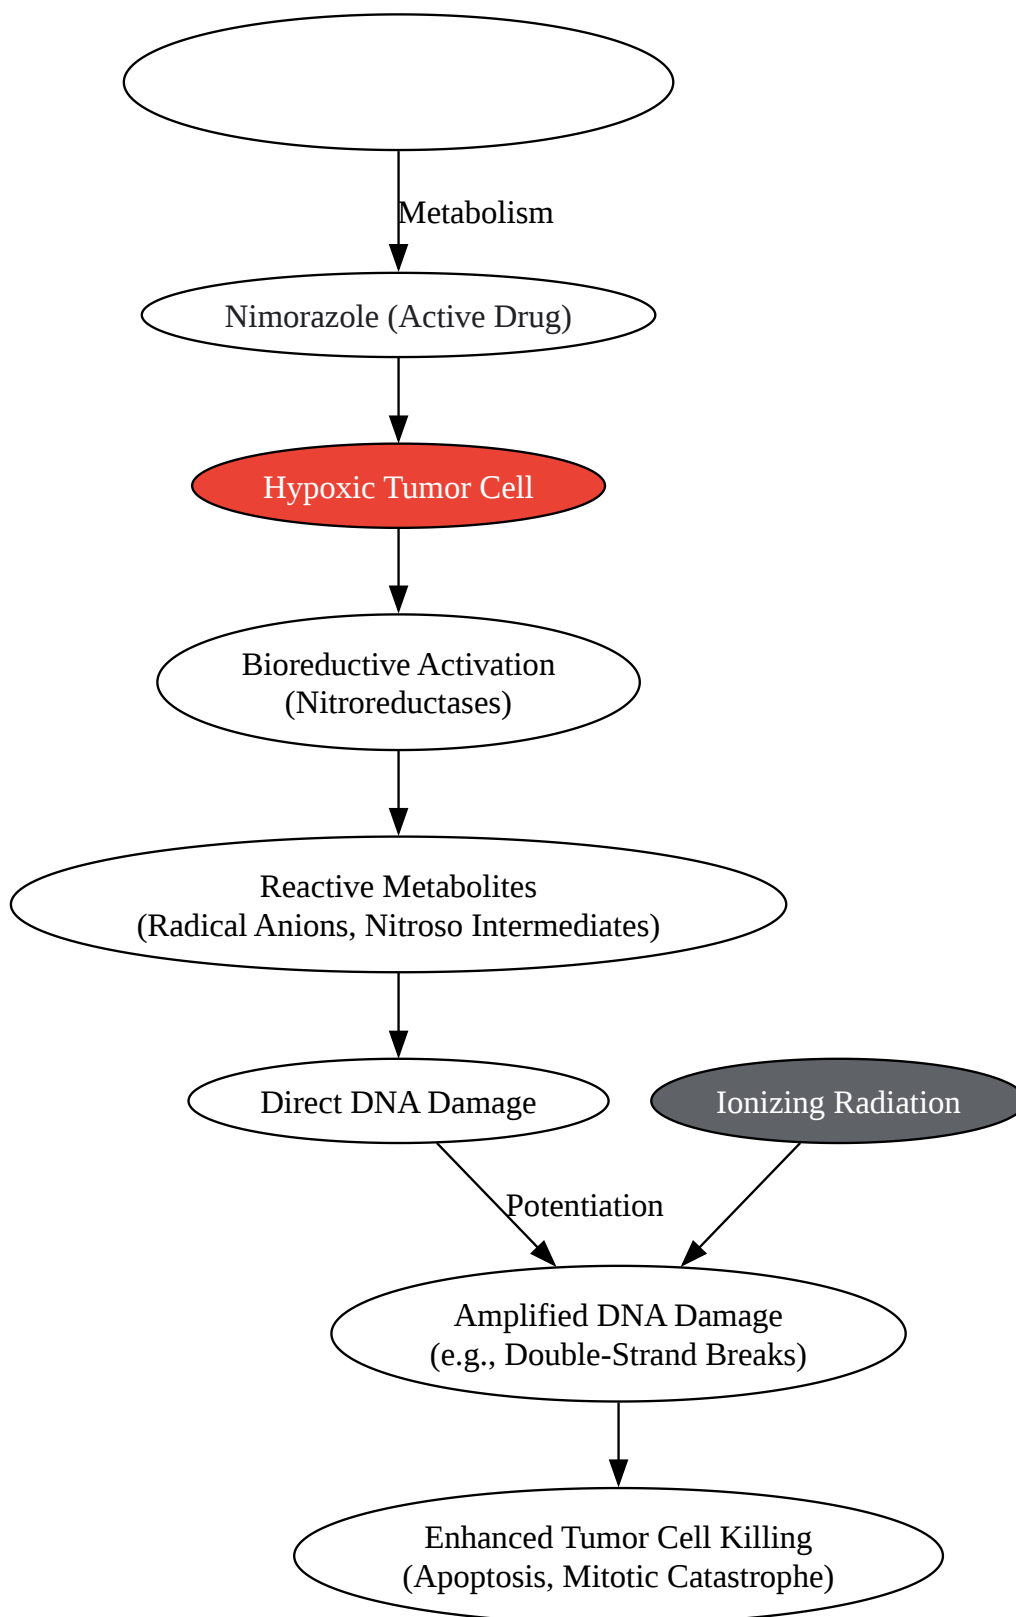 Metabolism
Nimorazole (Active Drug)
Hypoxic Tumor Cell
Bioreductive Activation
(Nitroreductases)
Reactive Metabolites
(Radical Anions, Nitroso Intermediates)
Direct DNA Damage
Ionizing Radiation
Potentiation
Amplified DNA Damage
(e.g., Double-Strand Breaks)
Enhanced Tumor Cell Killing
(Apoptosis, Mitotic Catastrophe)